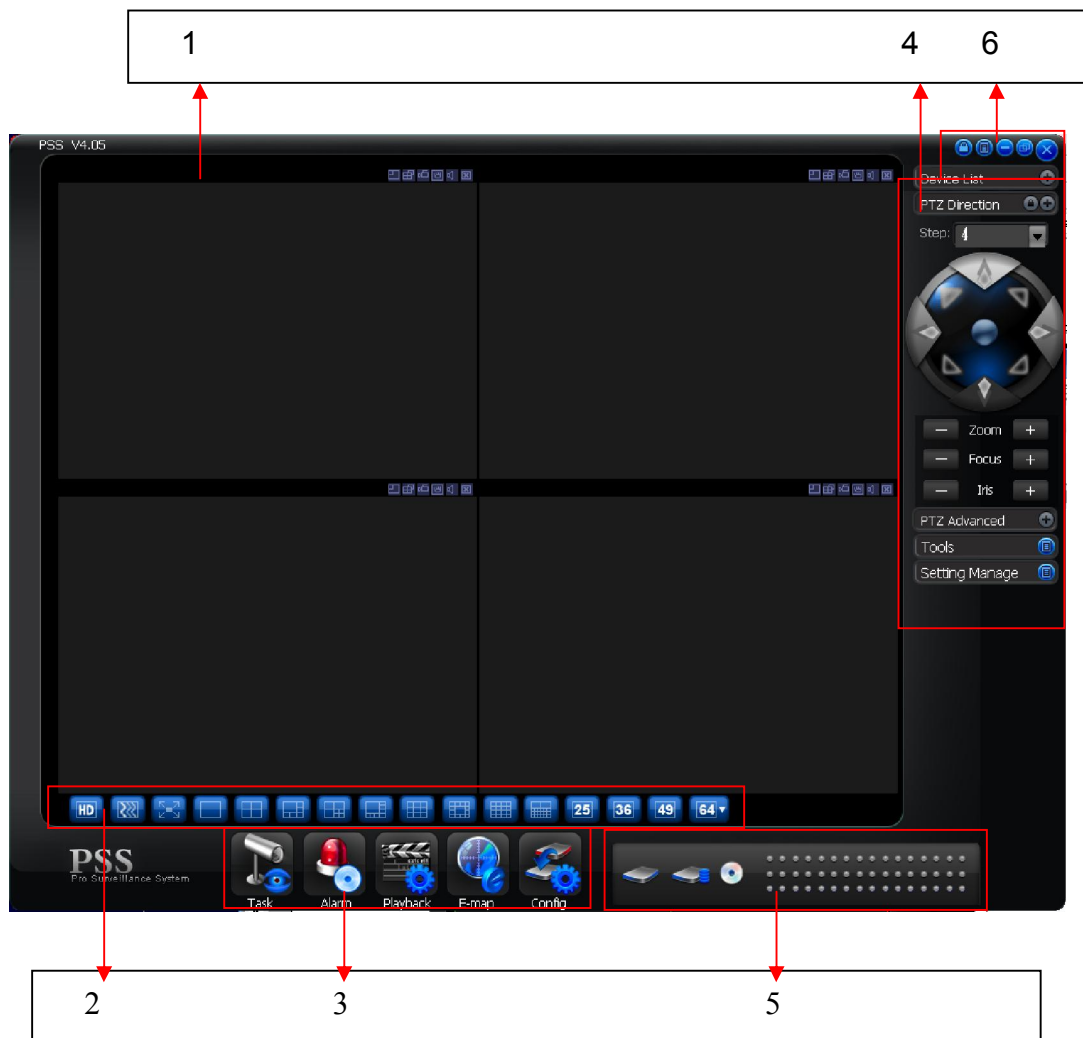 1 4 6
PSS V4.05
Device List
PTZ Direction
Step: 4
Zoom
Focus
Iris
PTZ Advanced
Tools
Setting Manage
HD 25 36 49 64
PSS
Pro Surveillance System
Task Alarm Playback E-map Config
2 3 5